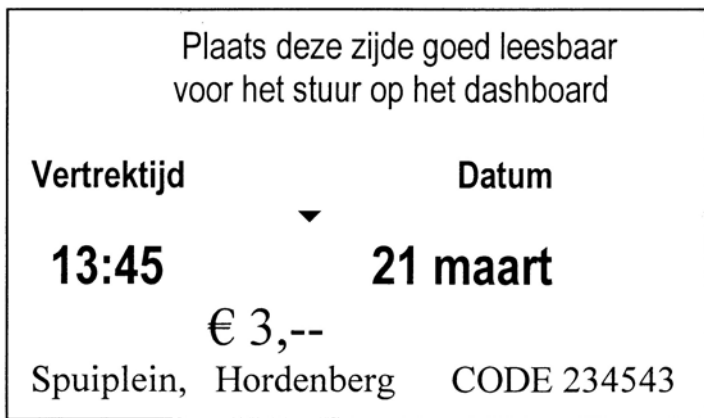 Plaats deze zijde goed leesbaar
voor het stuur op het dashboard
Vertrektijd Datum
13:45 21 maart
€ 3,--
Spuiplein, Hordenberg CODE 234543